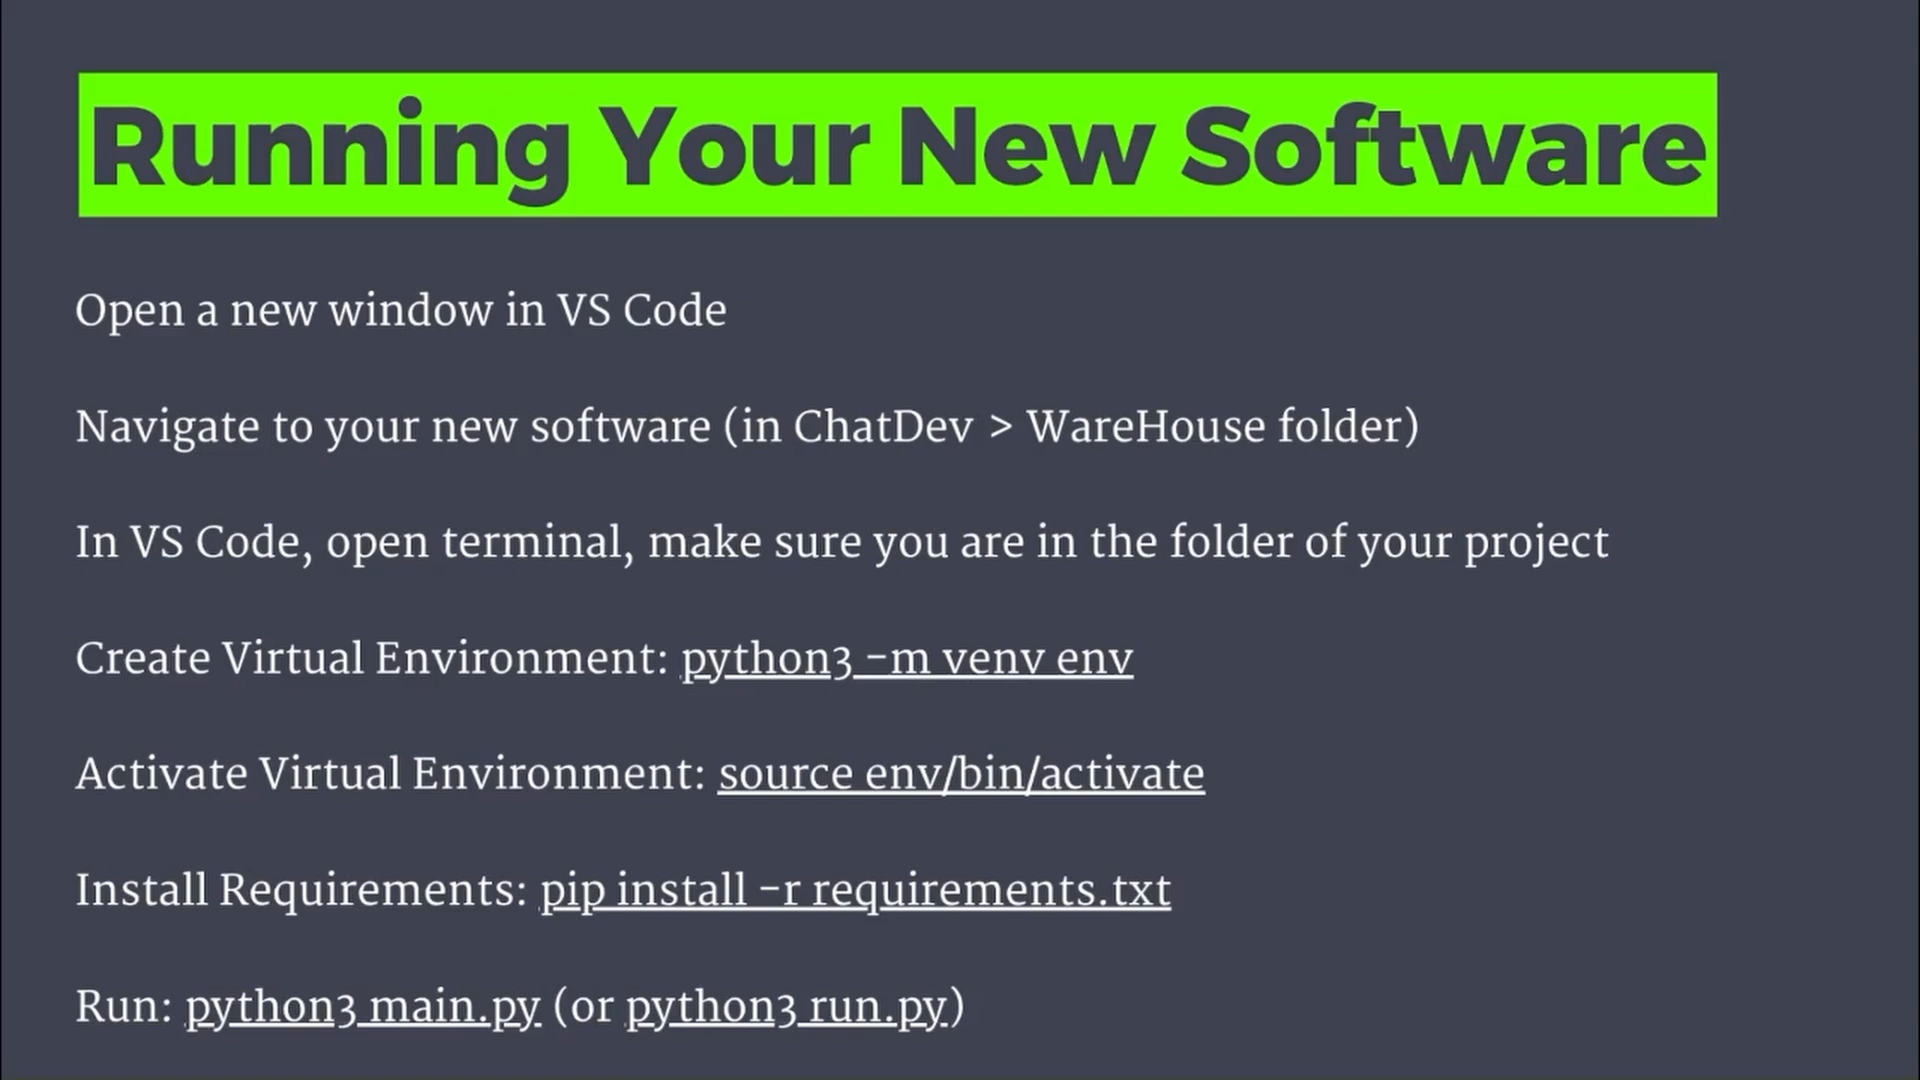 Running Your New Software
Open a new window in VS Code
Navigate to your new software (in ChatDev > WareHouse folder)
In VS Code, open terminal, make sure you are in the folder of your project
Create Virtual Environment: python3 -m venv env
Activate Virtual Environment: source env/bin/activate
Install Requirements: pip install -r requirements.txt
Run: python3 main.py (or python3 run.py)